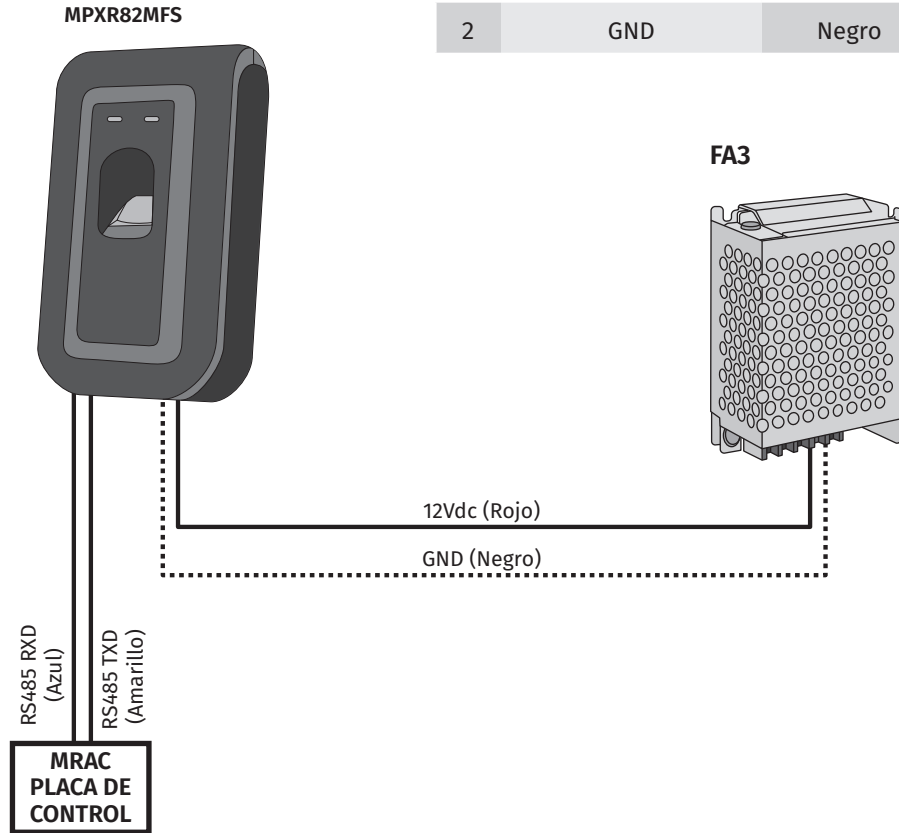 MPXR82MFS
2 GND Negro
FA3
12Vdc (Rojo)
GND (Negro)
RS485 RXD
(Azul)
RS485 TXD
(Amarillo)
MRAC
PLACA DE
CONTROL